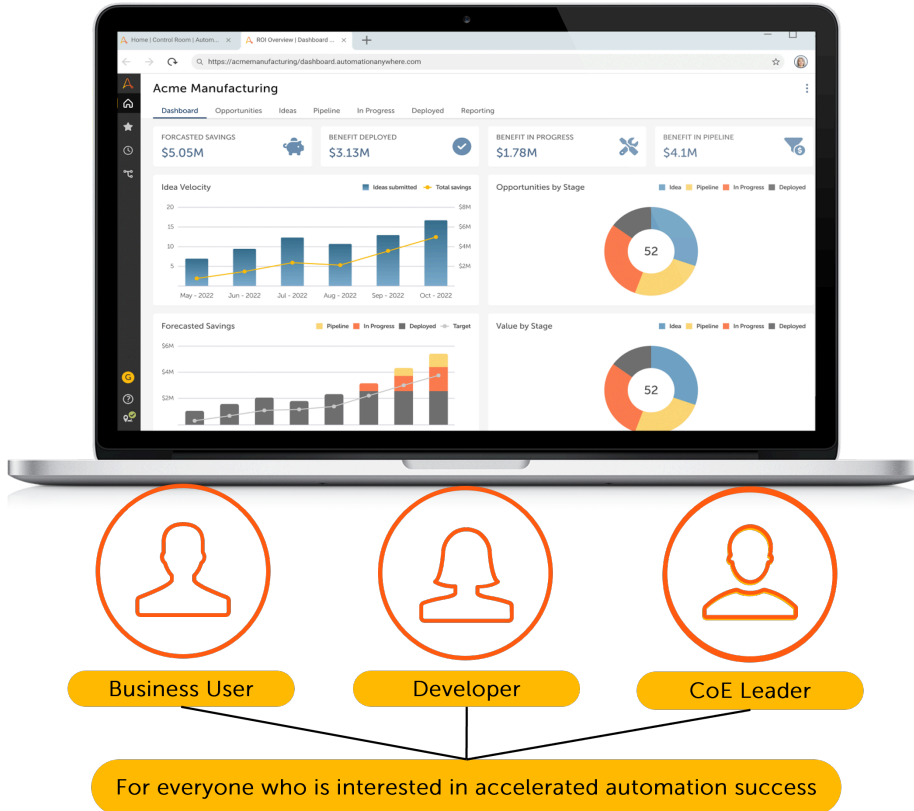 Home | Control Room | Autom...
ROI Overview | Dashboard ...
https://acmemanufacturing/dashboard.automationanywhere.com
Acme Manufacturing
Dashboard Opportunities Ideas Pipeline In Progress Deployed Reporting
FORCASTED SAVINGS
$5.05M
BENEFIT DEPLOYED
$3.13M
BENEFIT IN PROGRESS
$1.78M
BENEFIT IN PIPELINE
$4.1M
Idea Velocity
Ideas submitted Total savings
20
15
10
5
$8M
$6M
$4M
$2M
May - 2022 Jun - 2022 Jul - 2022 Aug - 2022 Sep - 2022 Oct - 2022
Opportunities by Stage
Idea Pipeline In Progress Deployed
52
Forecasted Savings
Pipeline In Progress Deployed Target
$6M
$4M
$2M
Value by Stage
Idea Pipeline In Progress Deployed
52
G
Business User
Developer
CoE Leader
For everyone who is interested in accelerated automation success